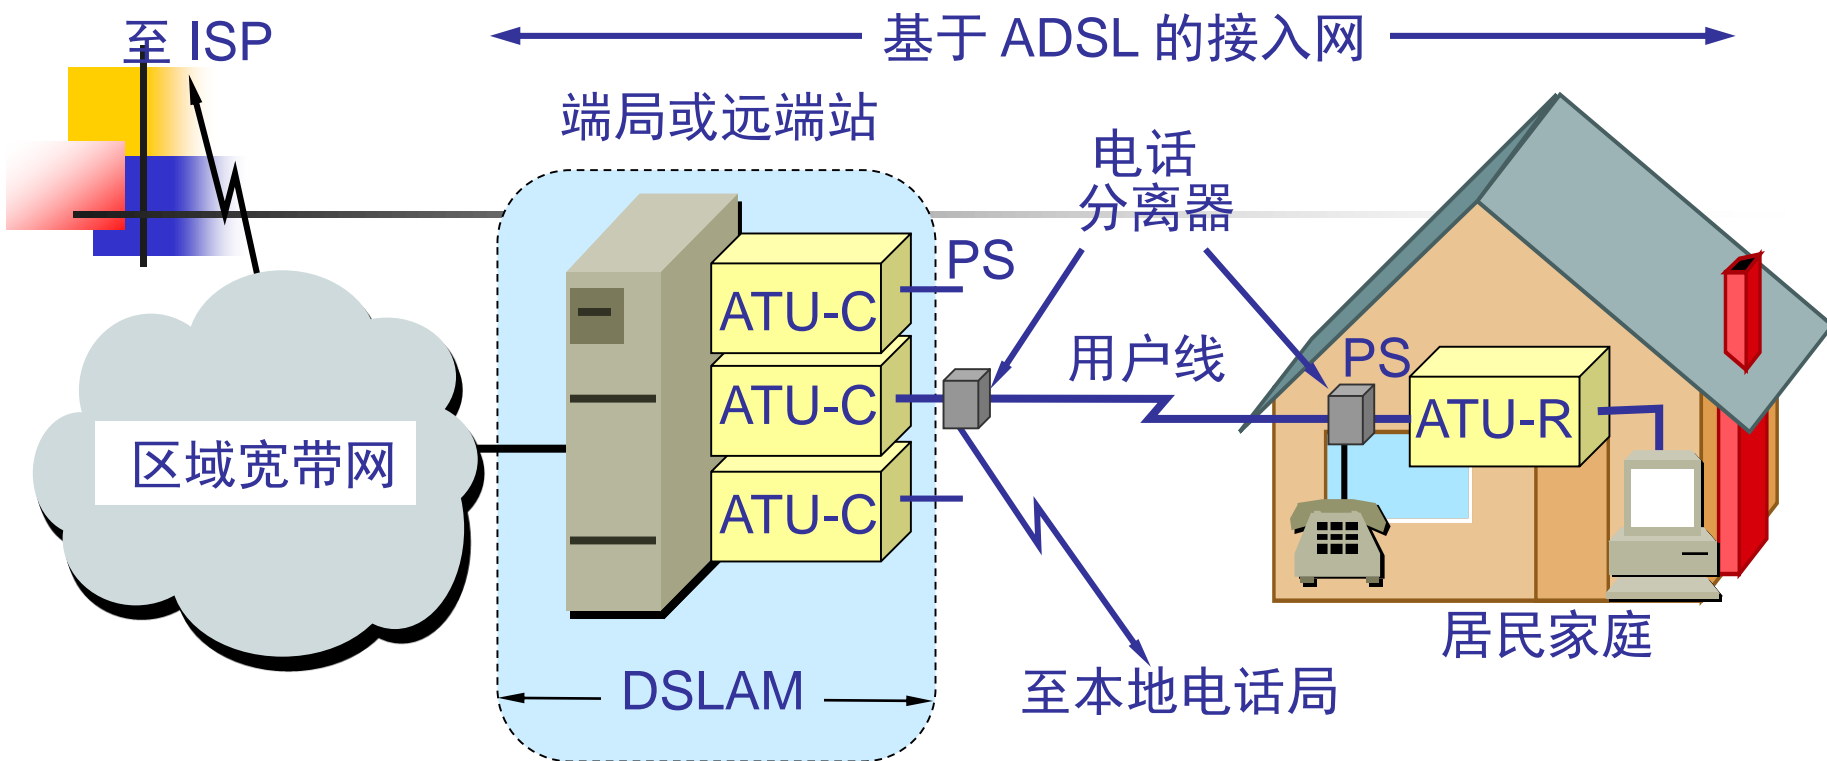 至 ISP
基于 ADSL 的接入网
端局或远端站
电话
分离器
PS
ATU-C
用户线
PS
ATU-C
ATU-R
区域宽带网
ATU-C
居民家庭
DSLAM
至本地电话局